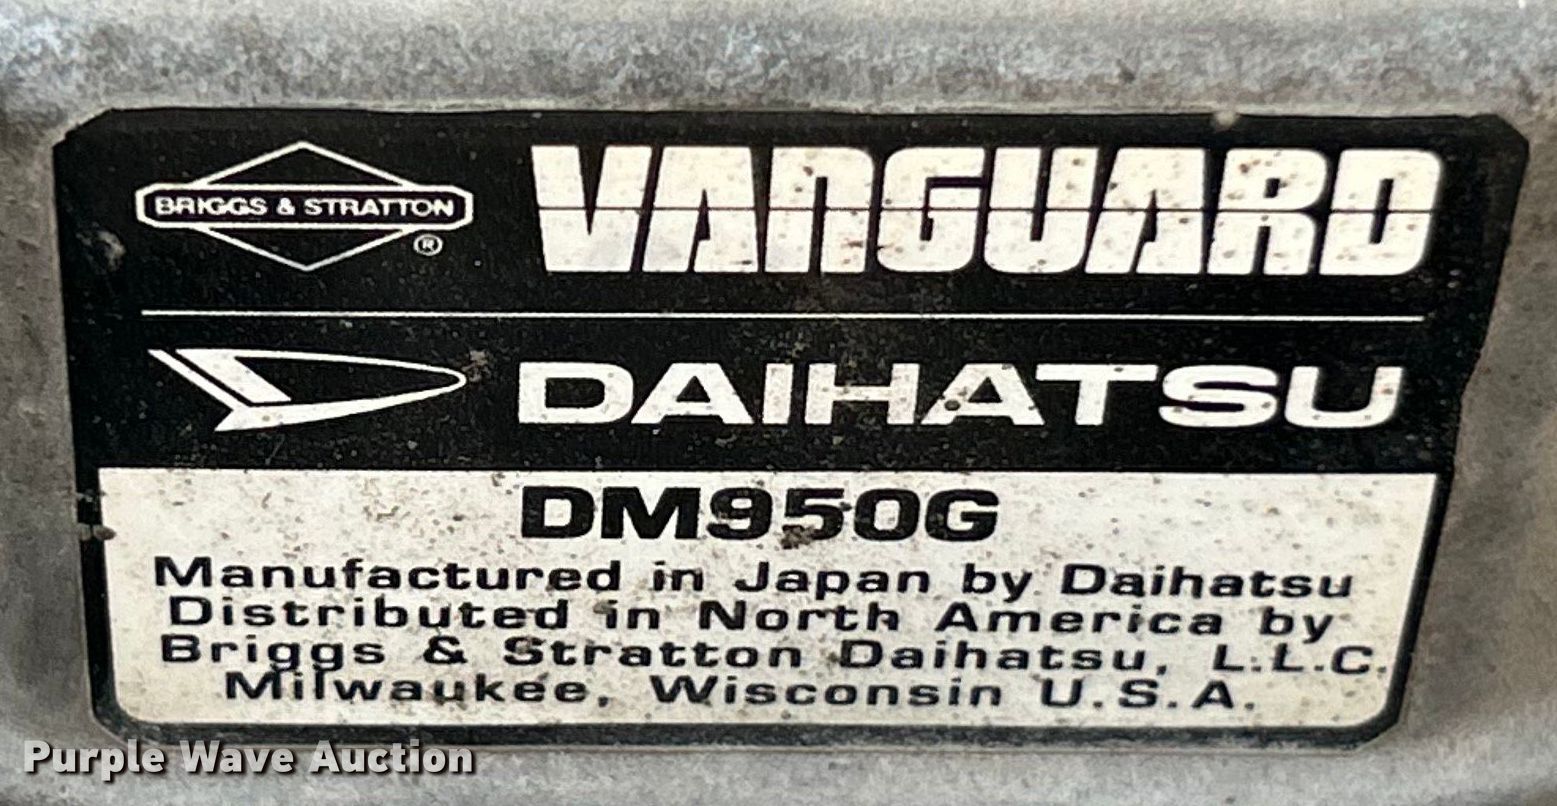 BRIGGS & STRATTON
®
VANGUARD
DAIHATSU
DM950G
Manufactured in Japan by Daihatsu
Distributed in North America by
Briggs & Stratton Daihatsu, L.L.C.
Milwaukee, Wisconsin U.S.A.
Purple Wave Auction